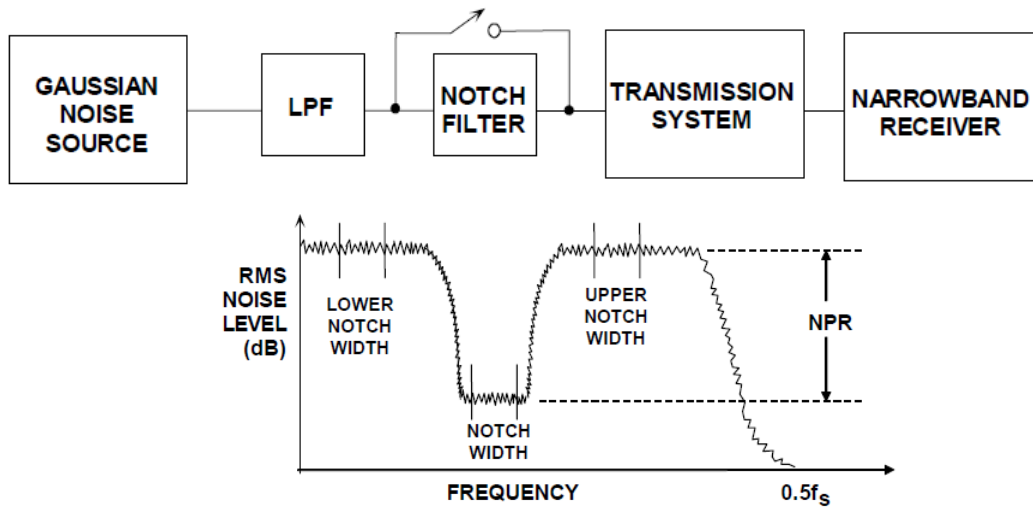 GAUSSIAN
NOISE
SOURCE
LPF
NOTCH
FILTER
TRANSMISSION
SYSTEM
NARROWBAND
RECEIVER
RMS
NOISE
LEVEL
(dB)
LOWER
NOTCH
WIDTH
NOTCH
WIDTH
UPPER
NOTCH
WIDTH
NPR
FREQUENCY
0.5fS